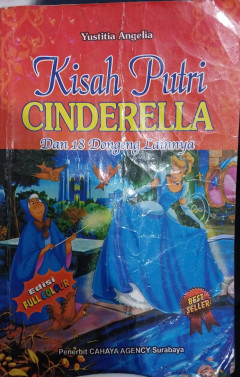 Yustitia Angelia
Kisah Putri
CINDERELLA
Dan 18 Dongeng Lainnya
Edisi
FULL COLOUR
BEST
SELLER
Penerbit CAHAYA AGENCY Surabaya